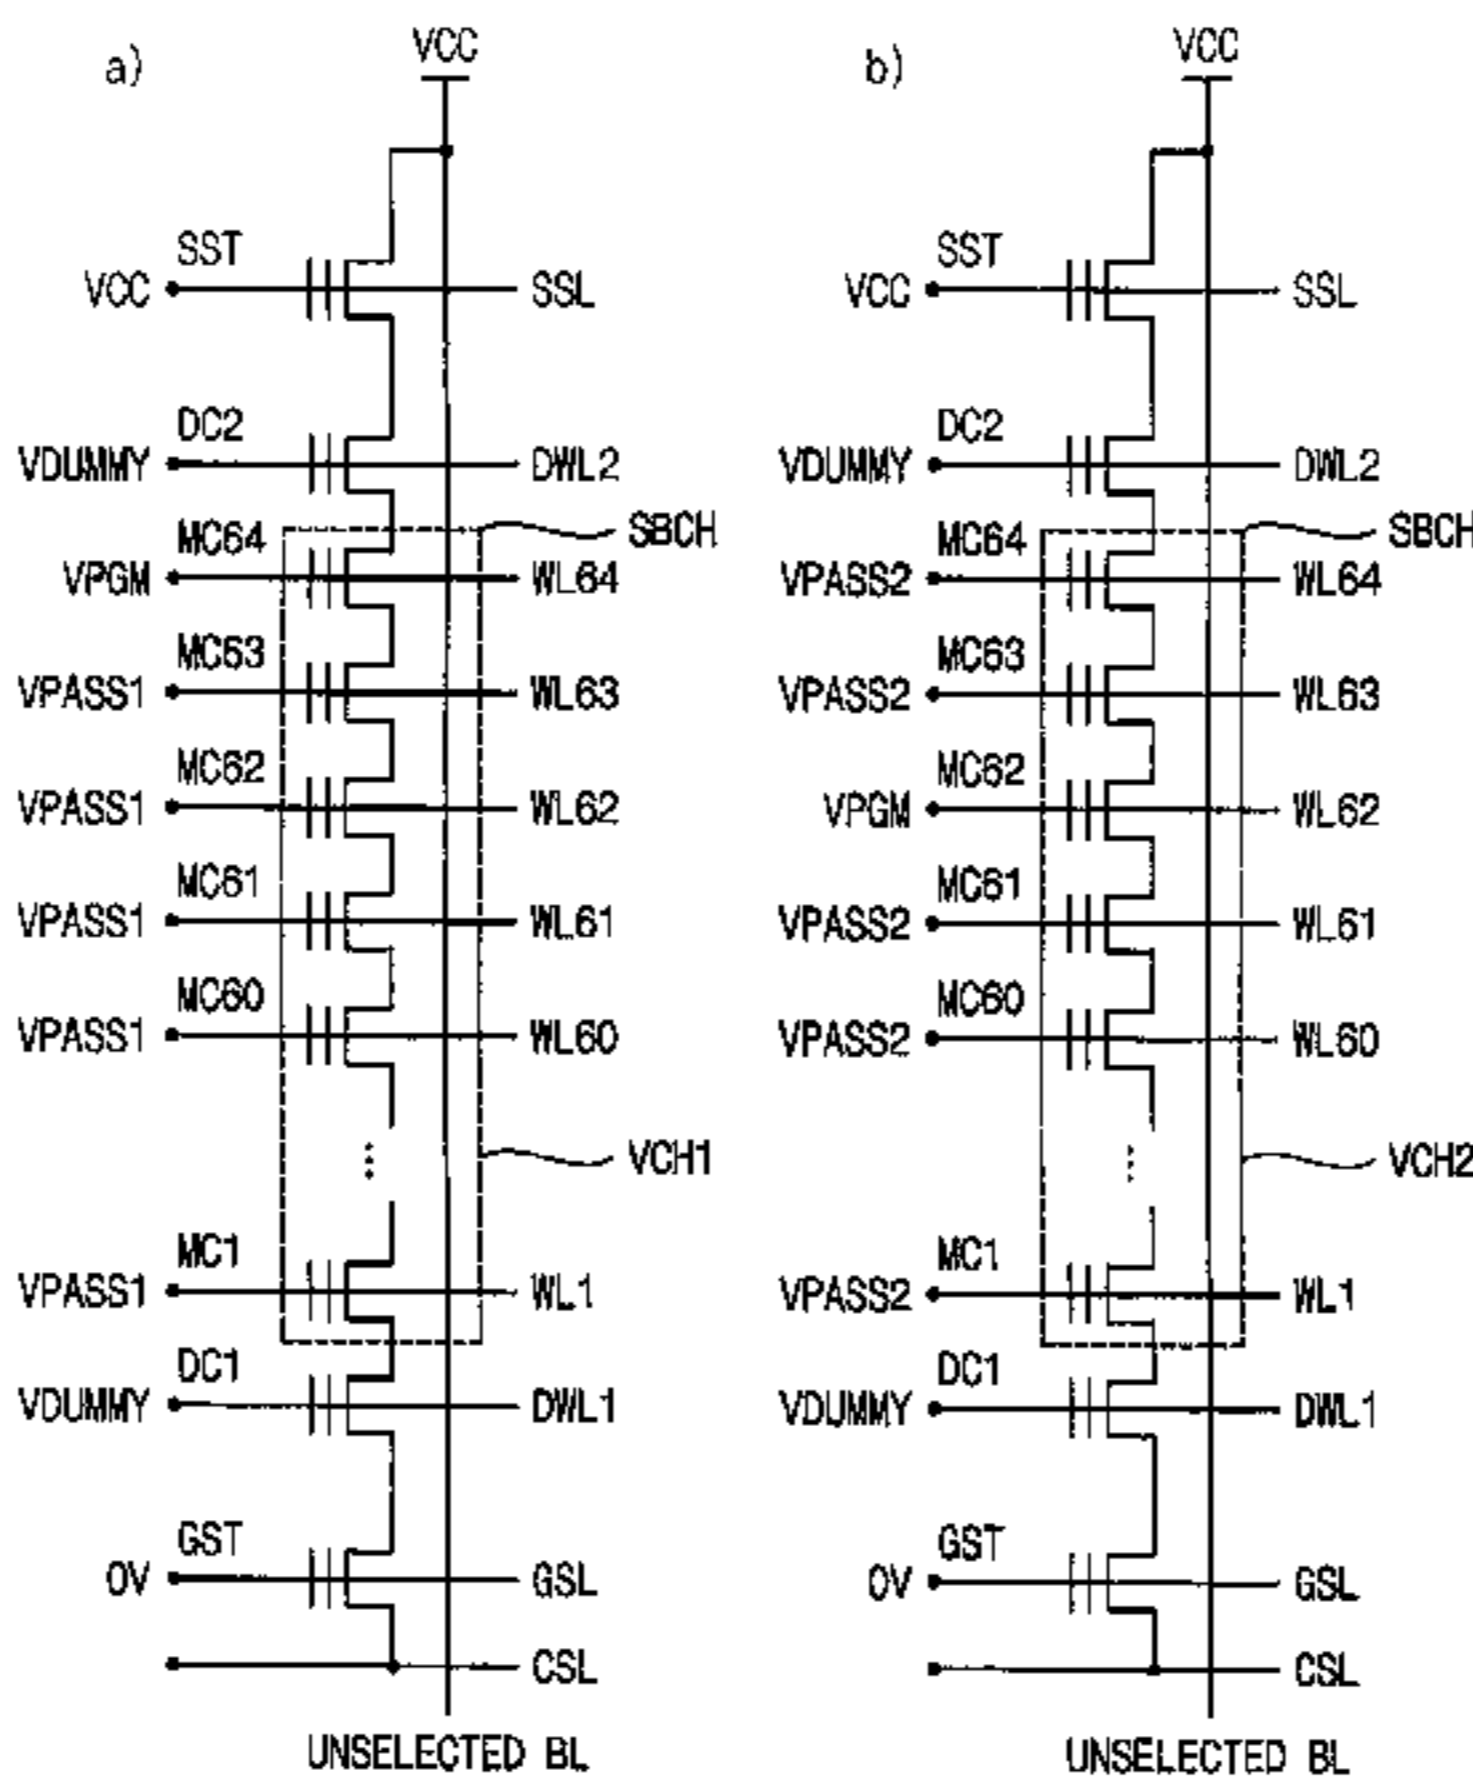 a)
VCC
SST
VCC
SSL
DC2
VDUMMY
DWL2
SBCH
MC64
VPGM
WL64
MC63
VPASS1
WL63
MC62
VPASS1
WL62
MC61
VPASS1
WL61
MC60
VPASS1
WL60
VCH1
MC1
VPASS1
WL1
DC1
VDUMMY
DWL1
GST
0V
GSL
CSL
UNSELECTED BL
b)
VCC
SST
VCC
SSL
DC2
VDUMMY
DWL2
SBCH
MC64
VPASS2
WL64
MC63
VPASS2
WL63
MC62
VPGM
WL62
MC61
VPASS2
WL61
MC60
VPASS2
WL60
VCH2
MC1
VPASS2
WL1
DC1
VDUMMY
DWL1
GST
0V
GSL
CSL
UNSELECTED BL